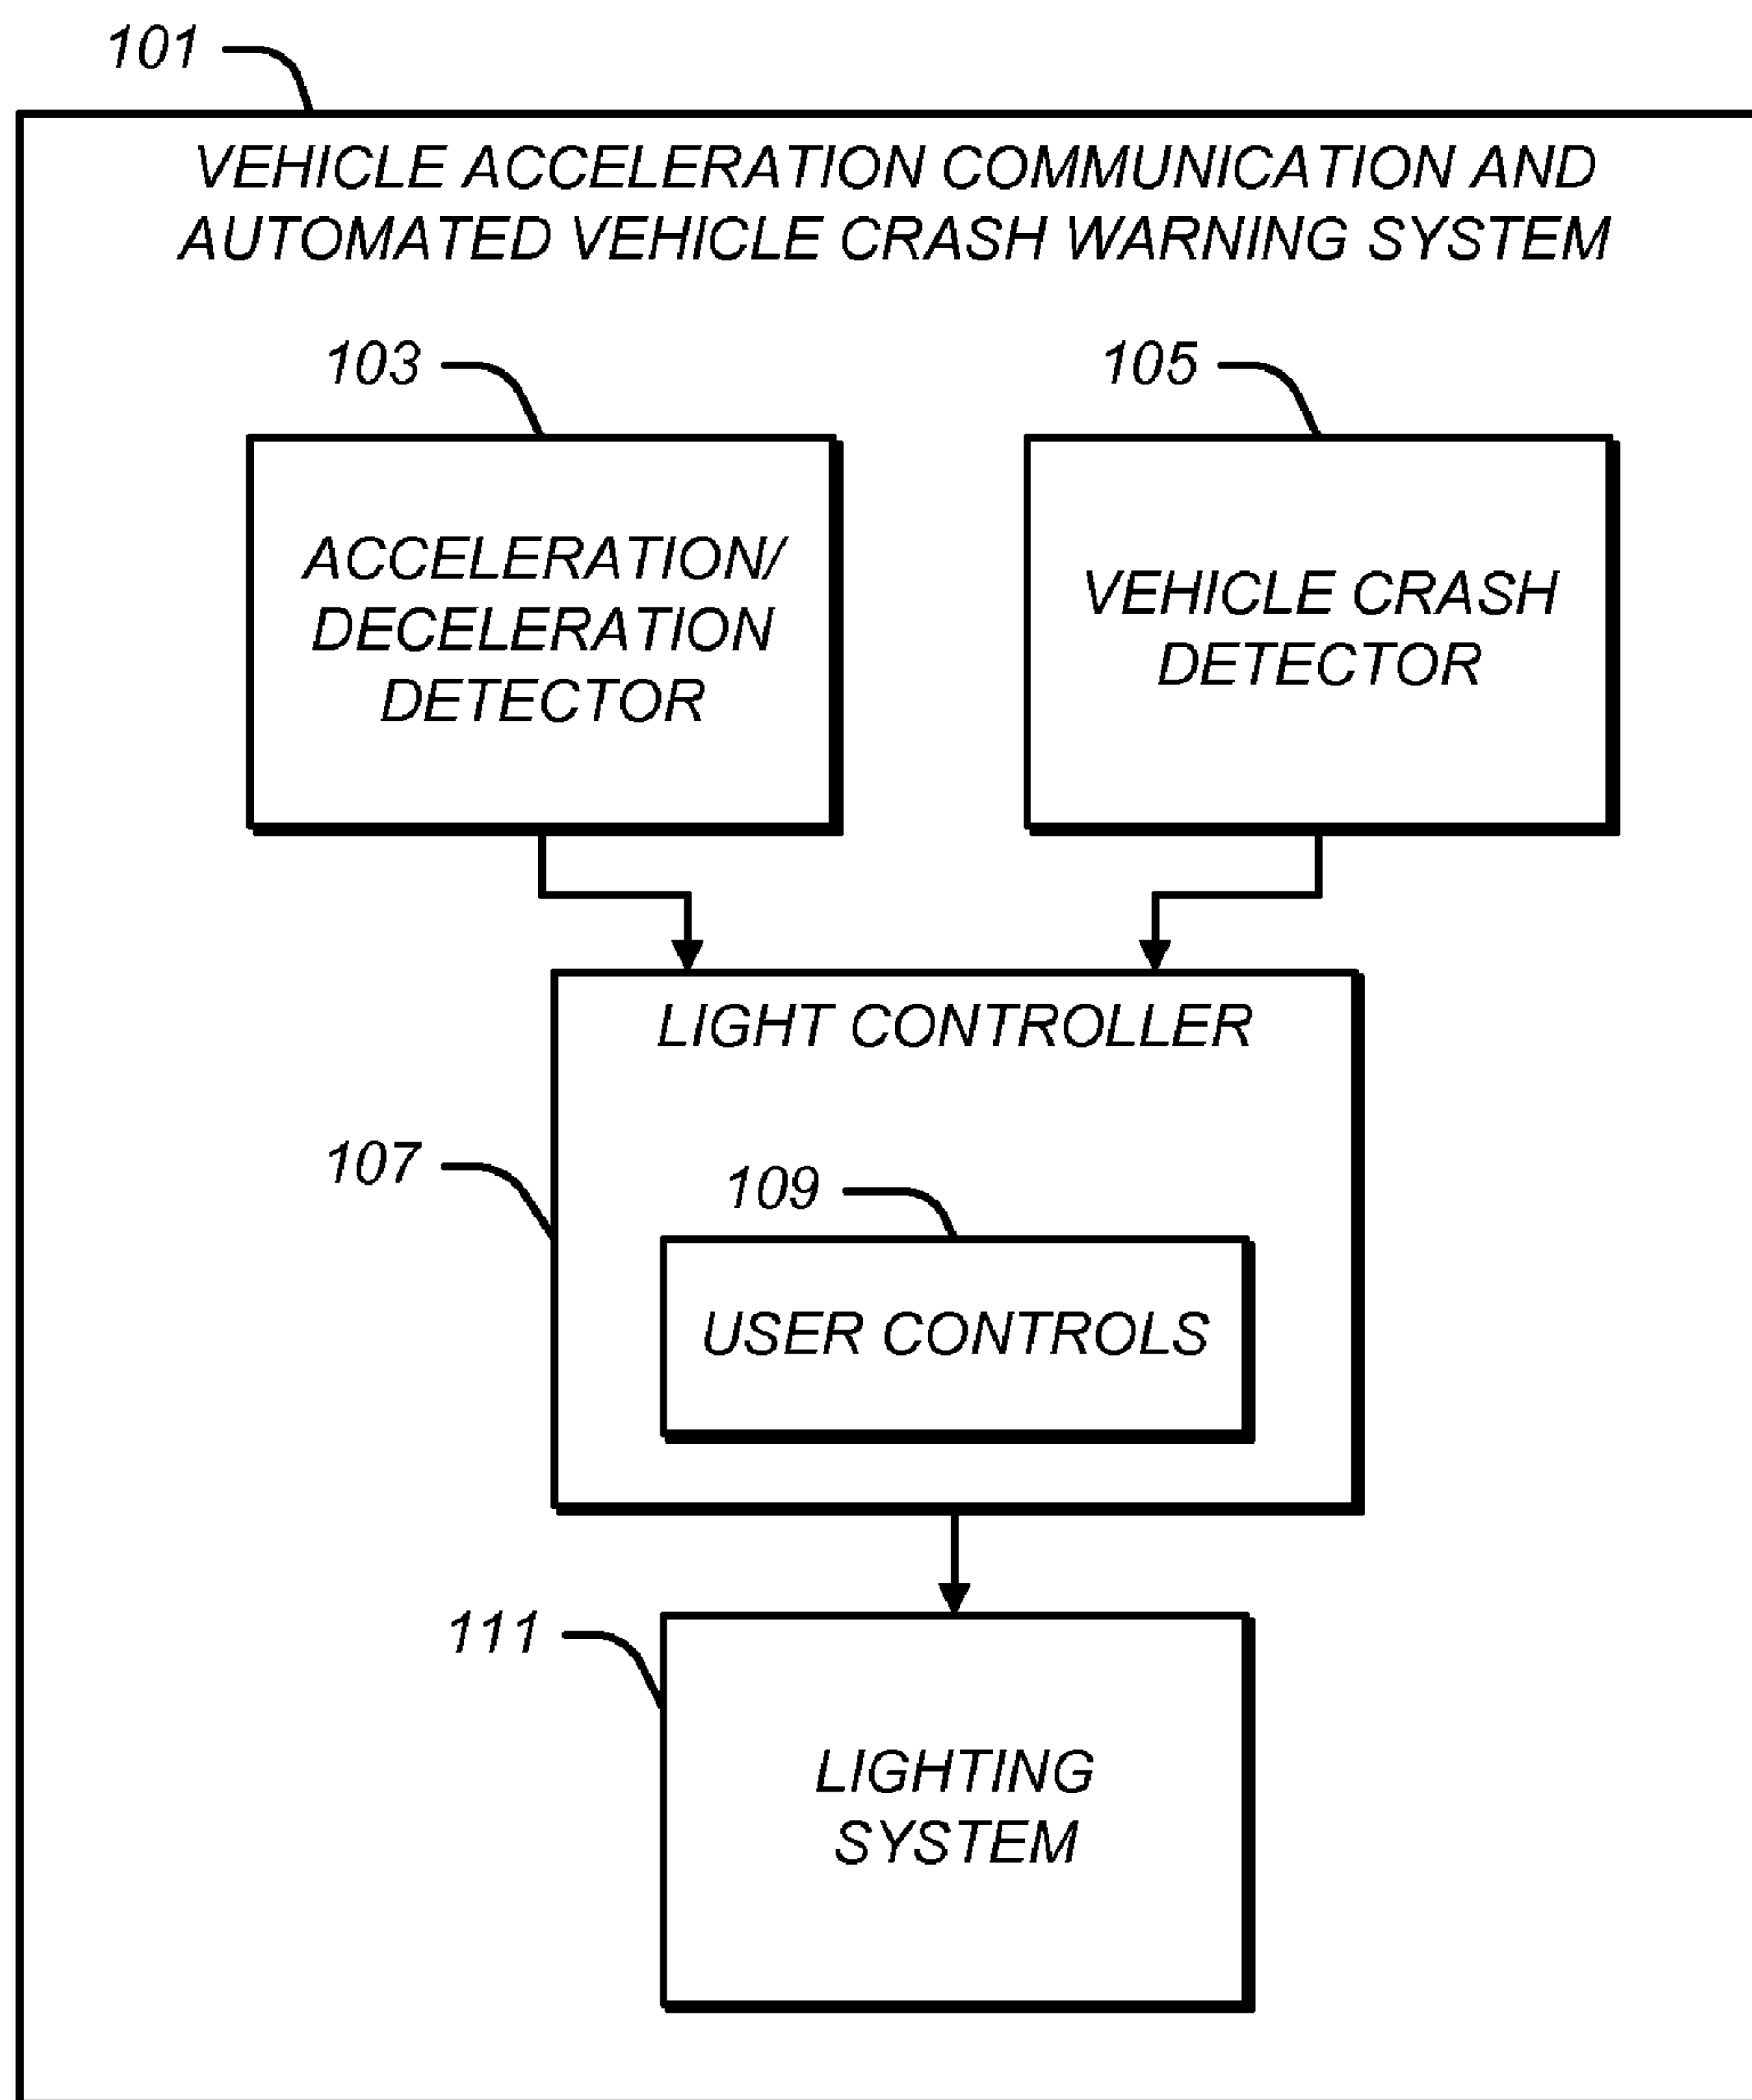 101
VEHICLE ACCELERATION COMMUNICATION AND
AUTOMATED VEHICLE CRASH WARNING SYSTEM
103
105
ACCELERATION/
DECELERATION
DETECTOR
VEHICLE CRASH
DETECTOR
LIGHT CONTROLLER
107
109
USER CONTROLS
111
LIGHTING
SYSTEM